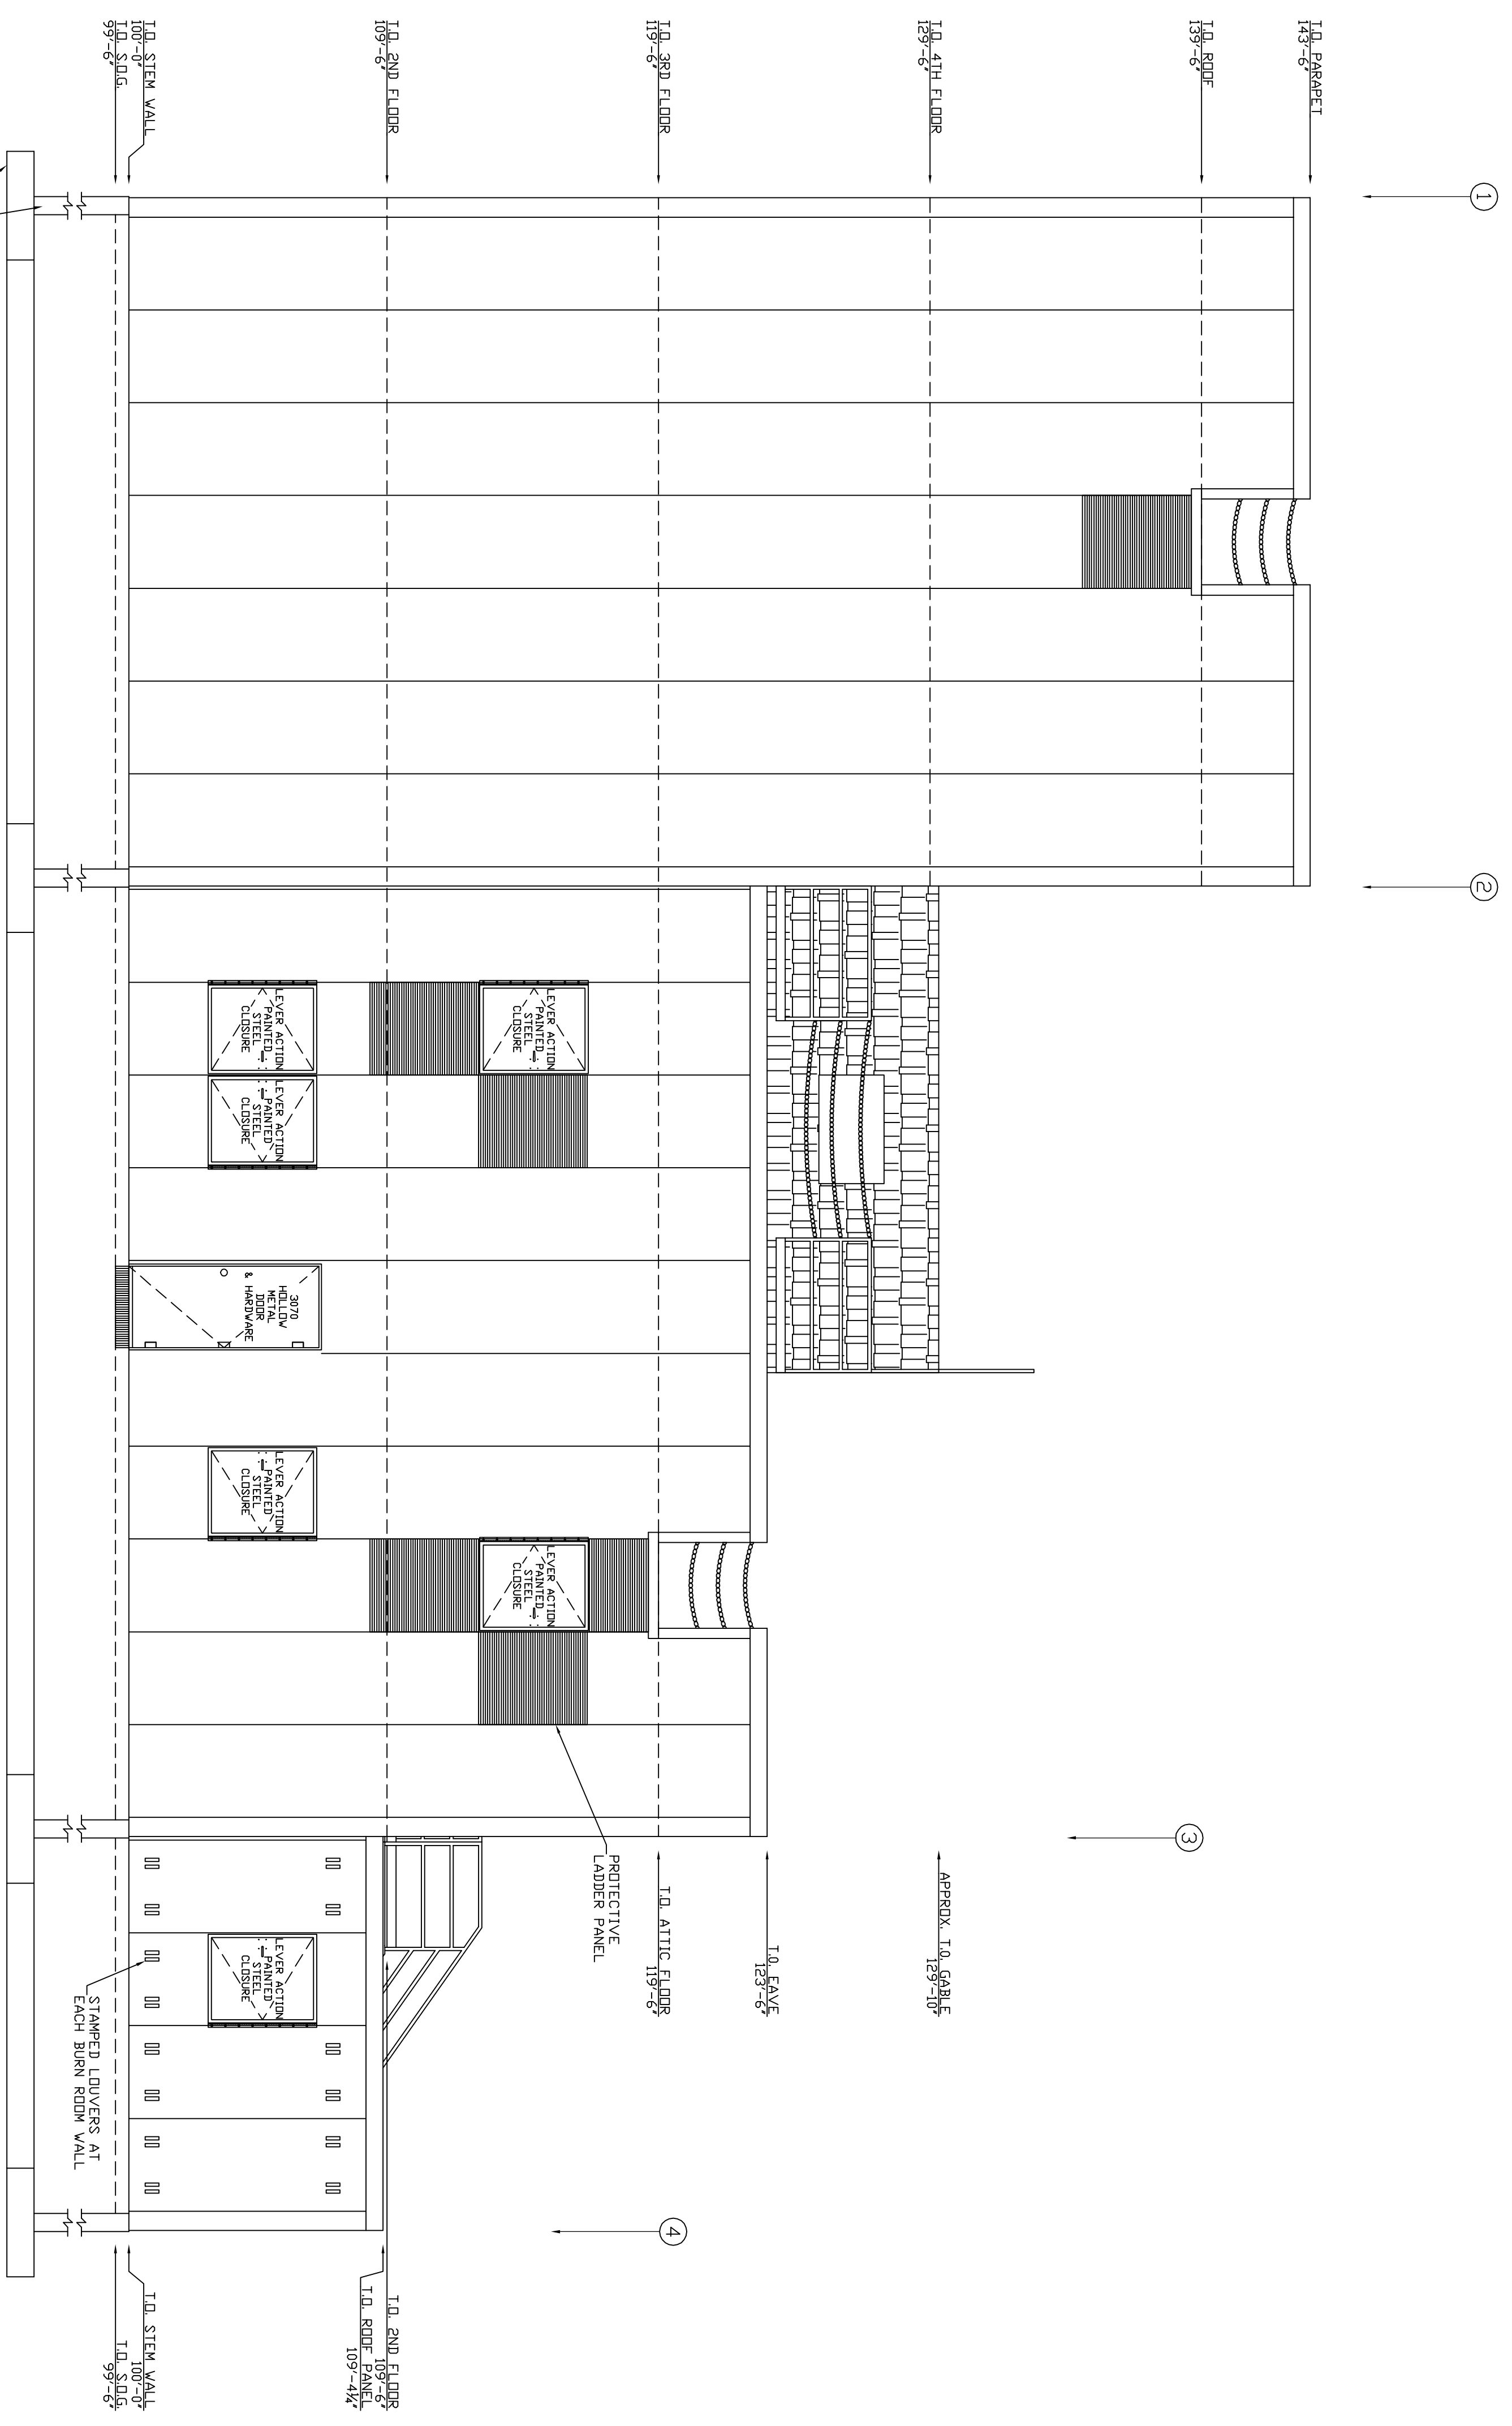 1
2
3
4
T.O. PARAPET
143'-6"
T.O. ROOF
139'-6"
T.O. 4TH FLOOR
129'-6"
T.O. 3RD FLOOR
119'-6"
T.O. 2ND FLOOR
109'-6"
T.O. STEM WALL
100'-0"
T.O. S.O.G.
99'-6"
APPROX. T.O. GABLE
129'-10"
T.O. EAVE
123'-6"
T.O. ATTIC FLOOR
119'-6"
PROTECTIVE
LADDER PANEL
LEVER ACTION
PAINTED
STEEL
CLOSURE
LEVER ACTION
PAINTED
STEEL
CLOSURE
LEVER ACTION
PAINTED
STEEL
CLOSURE
LEVER ACTION
PAINTED
STEEL
CLOSURE
3070
HOLLOW
METAL
DOOR
& HARDWARE
LEVER ACTION
PAINTED
STEEL
CLOSURE
LEVER ACTION
PAINTED
STEEL
CLOSURE
T.O. 2ND FLOOR
109'-6"
T.O. ROOF PANEL
109'-4¼"
STAMPED LOUVERS AT
EACH BURN ROOM WALL
T.O. STEM WALL
100'-0"
T.O. S.O.G.
99'-6"